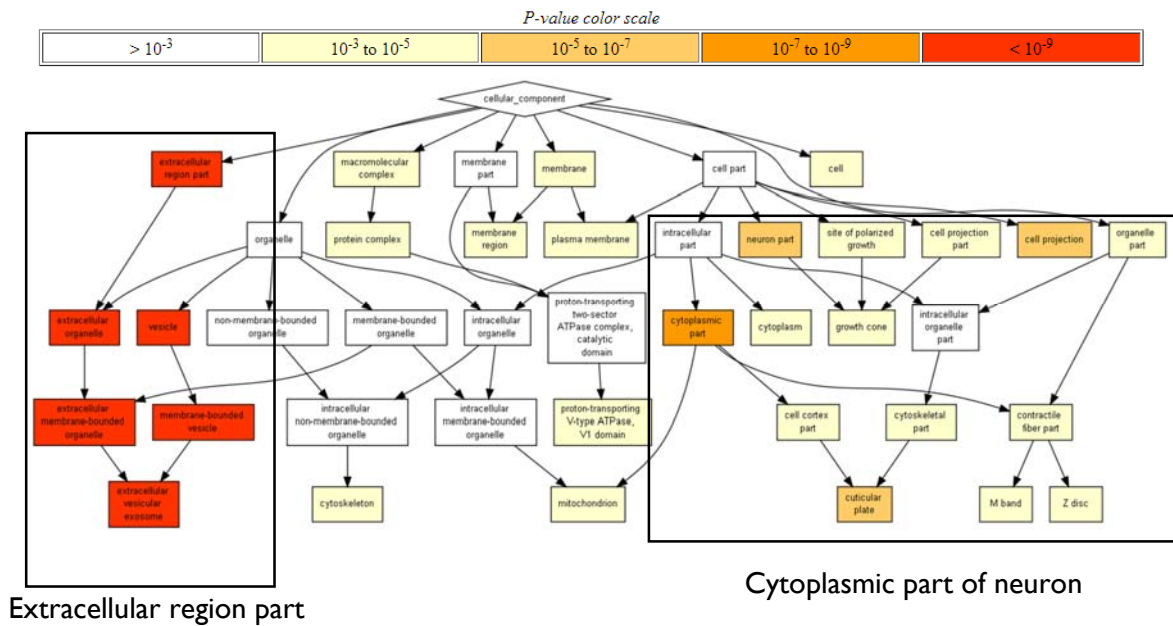 P-value color scale
> 10-3 10-3 to 10-5 10-5 to 10-7 10-7 to 10-9 < 10-9
cellular_component
extracellular
region part
macromolecular
complex
membrane
part
membrane
cell part
cell
organelle
protein complex
membrane
region
plasma membrane
intracellular
part
neuron part
site of polarized
growth
cell projection
part
cell projection
organelle
part
extracellular
organelle
vesicle
non-membrane-bounded
organelle
membrane-bounded
organelle
intracellular
organelle
proton-transporting
two-sector
ATPase complex,
catalytic
domain
cytoplasmic
part
cytoplasm
growth cone
intracellular
organelle
part
extracellular
membrane-bounded
organelle
membrane-bounded
vesicle
intracellular
non-membrane-bounded
organelle
intracellular
membrane-bounded
organelle
proton-transporting
V-type ATPase,
V1 domain
cell cortex
part
cytoskeletal
part
contractile
fiber part
extracellular
vesicular
exosome
cytoskeleton
mitochondrion
cuticular
plate
M band
Z disc
Extracellular region part
Cytoplasmic part of neuron